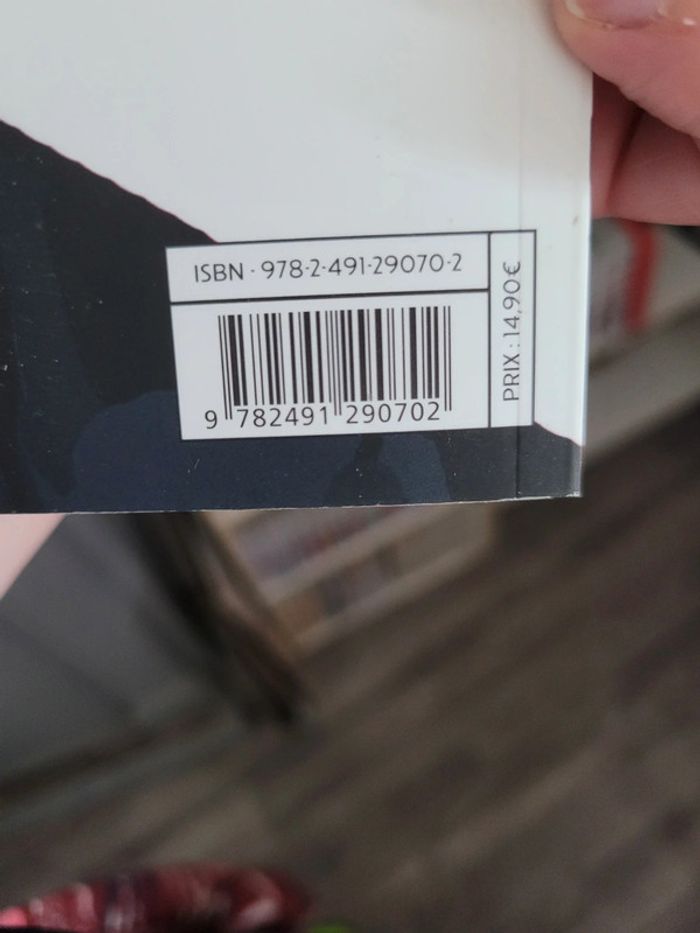 ISBN · 978-2-491-29070-2
9 782491 290702
PRIX : 14,90€